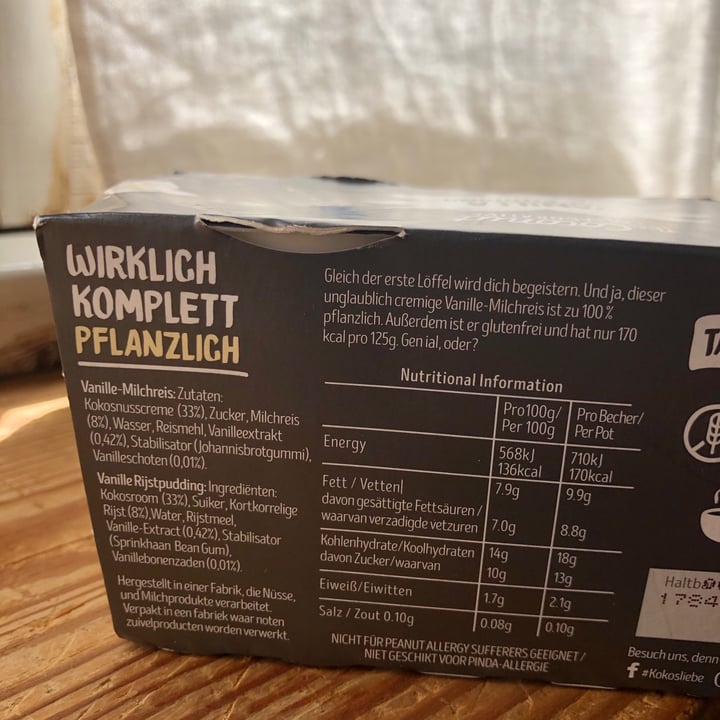 WIRKLICH
KOMPLETT
PFLANZLICH
Vanille-Milchreis: Zutaten:
Kokosnusscreme (33%), Zucker, Milchreis
(8%), Wasser, Reismehl, Vanilleextrakt
(0,42%), Stabilisator (Johannisbrotgummi),
Vanilleschoten (0,01%).
Vanille Rijstpudding: Ingrediënten:
Kokosroom (33%), Suiker, Kortkorrelige
Rijst (8%), Water, Rijstmeel,
Vanille-Extract (0,42%), Stabilisator
(Sprinkhaan Bean Gum),
Vanillebonenzaden (0,01%).
Hergestellt in einer Fabrik, die Nüsse,
und Milchprodukte verarbeitet.
Verpakt in een fabriek waar noten
zuivelproducten worden verwerkt.
Gleich der erste Löffel wird dich begeistern. Und ja, dieser
unglaublich cremige Vanille-Milchreis ist zu 100%
pflanzlich. Außerdem ist er glutenfrei und hat nur 170
kcal pro 125g. Gen ial, oder?
Nutritional Information
Pro 100g/ Pro Becher/
Per 100g Per Pot
Energy 568kJ 710kJ
136kcal 170kcal
Fett / Vetten| 7.9g 9.9g
davon gesättigte Fettsäuren /
waarvan verzadigde vetzuren 7.0g 8.8g
Kohlenhydrate/Koolhydraten 14g 18g
davon Zucker/waarvan 10g 13g
Eiweiß/Eiwitten 1.7g 2.1g
Salz / Zout 0.10g 0.08g 0.10g
NICHT FÜR PEANUT ALLERGY SUFFERERS GEEIGNET /
NIET GESCHIKT VOOR PINDA-ALLERGIE
TA
Haltb
1784
Besuch uns, denn
f #Kokosliebe